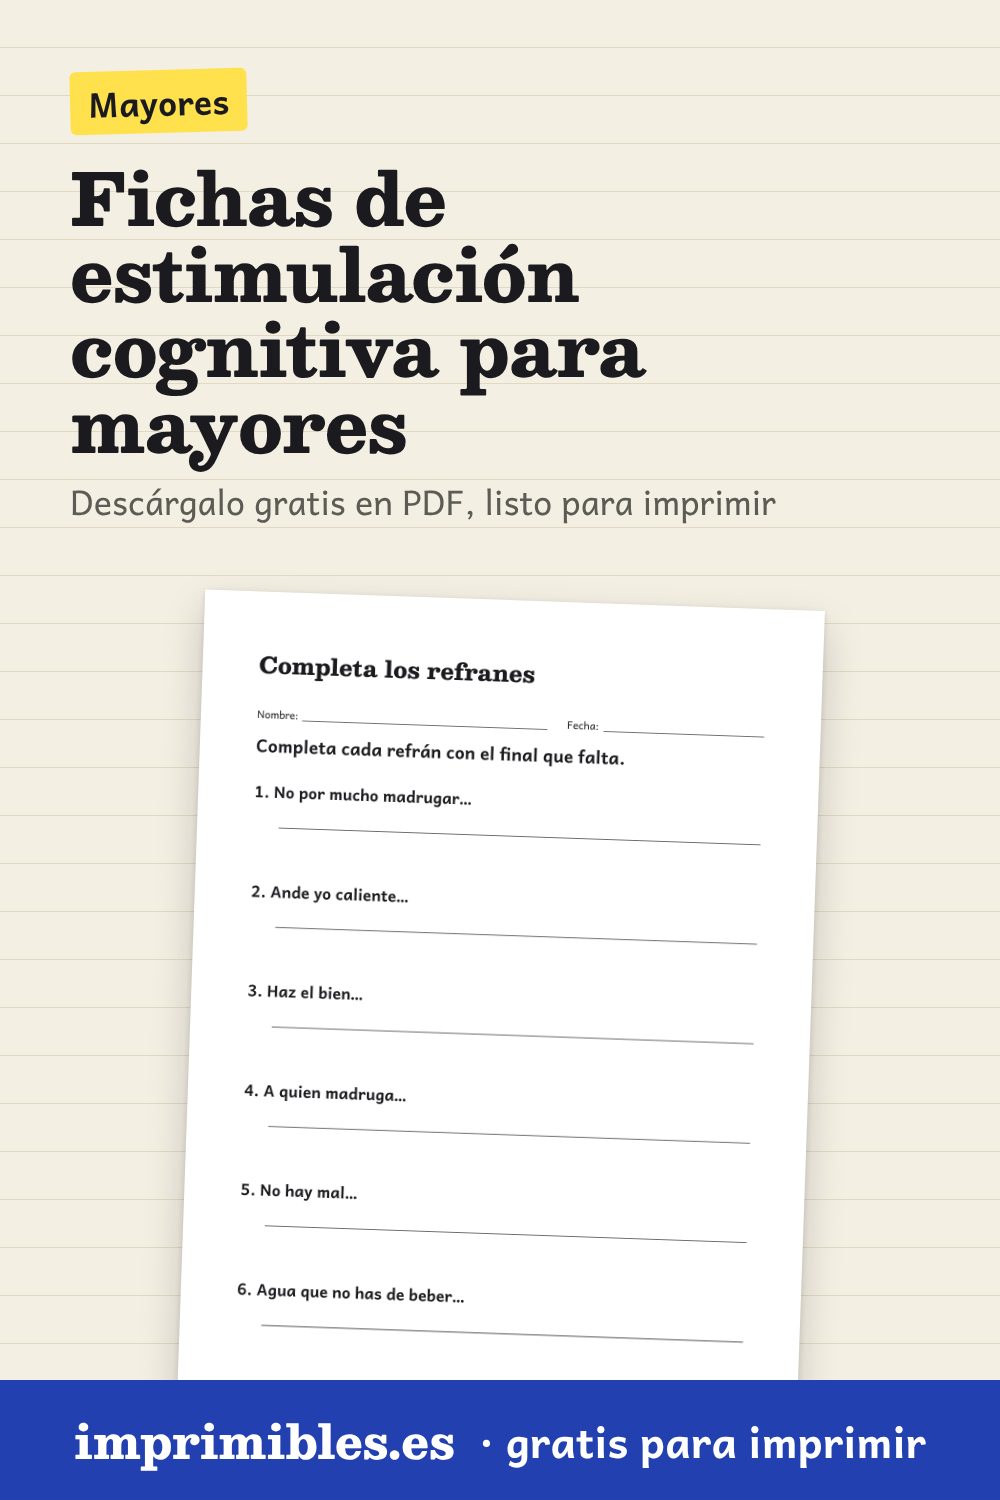 Mayores
Fichas de
estimulación
cognitiva para
mayores
Descárgalo gratis en PDF, listo para imprimir
Completa los refranes
Nombre: Fecha:
Completa cada refrán con el final que falta.
1. No por mucho madrugar...
2. Ande yo caliente...
3. Haz el bien...
4. A quien madruga...
5. No hay mal...
6. Agua que no has de beber...
imprimibles.es · gratis para imprimir